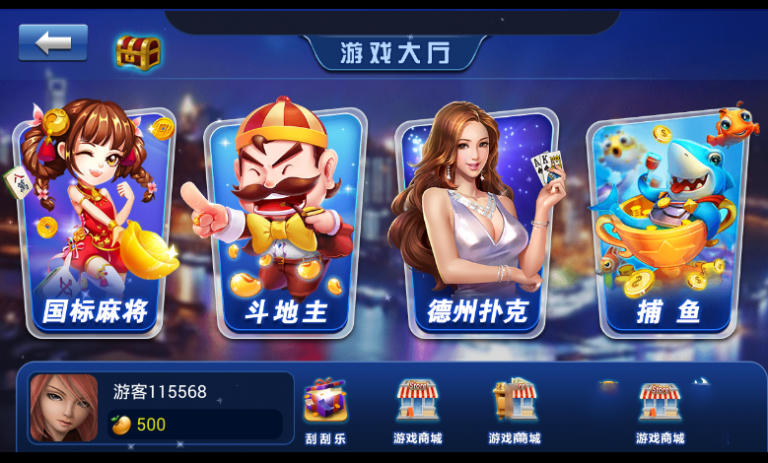 游戏大厅
国标麻将
斗地主
德州扑克
捕鱼
游客115568
500
刮刮乐
游戏商城
游戏商城
游戏商城